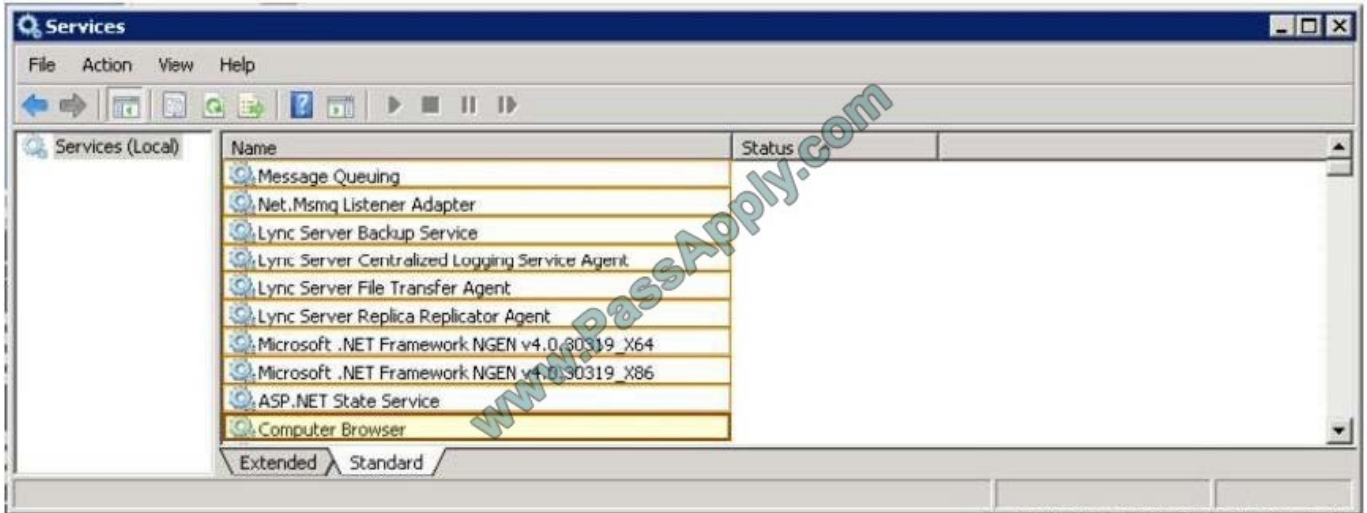 Services
File Action View Help
Services (Local)
Name Status
Message Queuing
Net.Msmq Listener Adapter
Lync Server Backup Service
Lync Server Centralized Logging Service Agent
Lync Server File Transfer Agent
Lync Server Replica Replicator Agent
Microsoft .NET Framework NGEN v4.0.30319_X64
Microsoft .NET Framework NGEN v4.0.30319_X86
ASP.NET State Service
Computer Browser
Extended Standard
www.PassApply.com